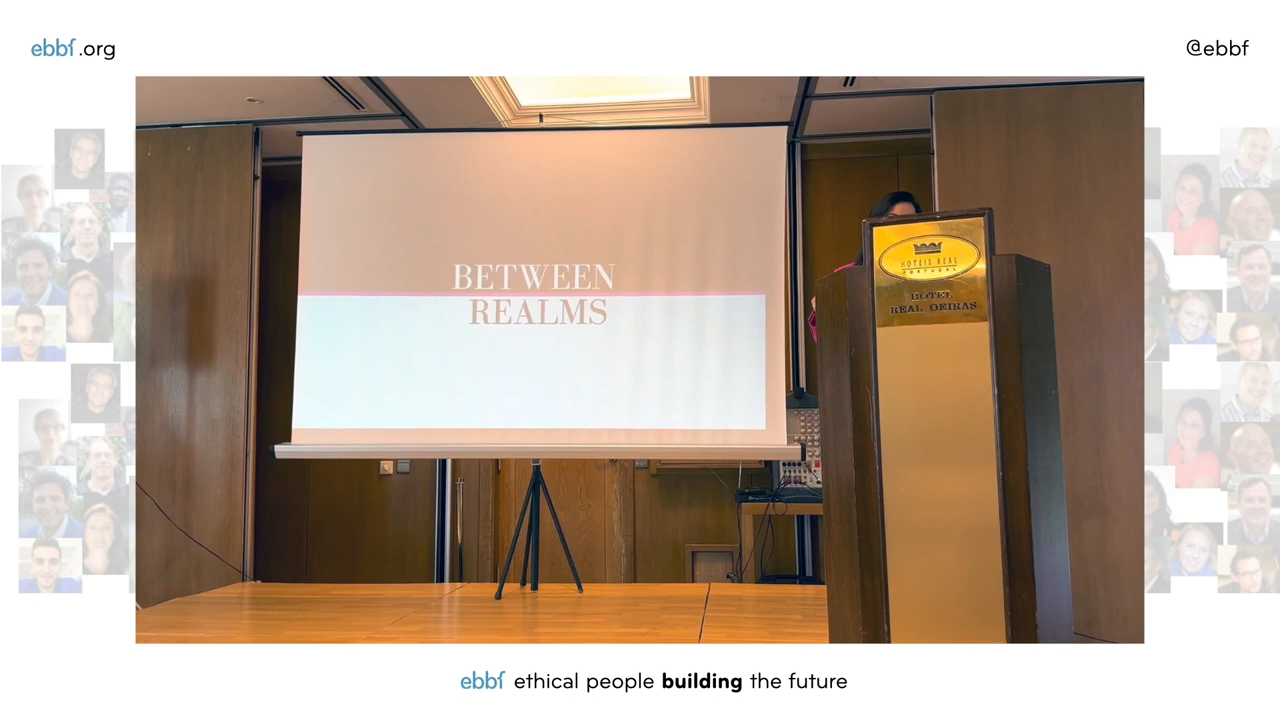 ebbf.org
@ebbf
BETWEEN
REALMS
HOTEIS REAL
PORTUGAL
HOTEL
REAL OEIRAS
ebbf ethical people building the future